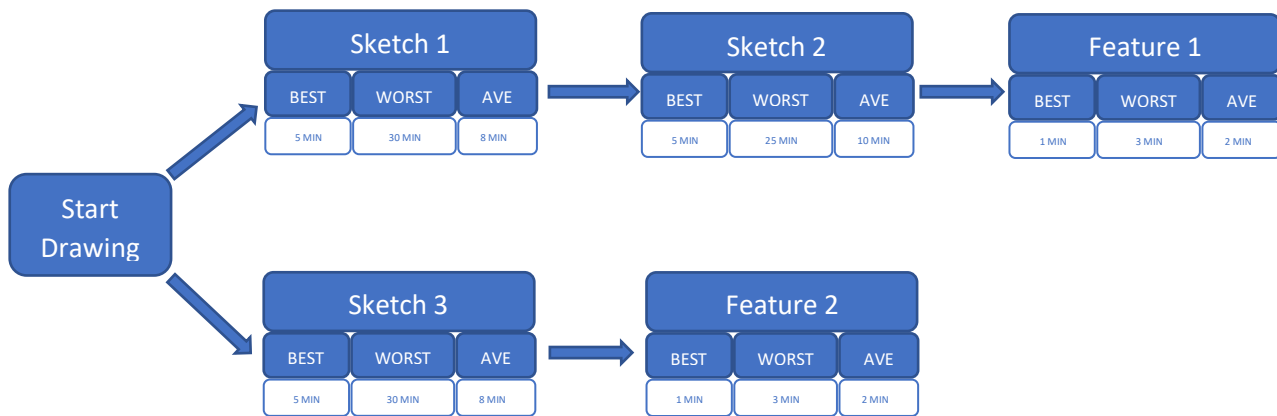 Sketch 1
BEST WORST AVE
5 MIN 30 MIN 8 MIN
Sketch 2
BEST WORST AVE
5 MIN 25 MIN 10 MIN
Feature 1
BEST WORST AVE
1 MIN 3 MIN 2 MIN
Start
Drawing
Sketch 3
BEST WORST AVE
5 MIN 30 MIN 8 MIN
Feature 2
BEST WORST AVE
1 MIN 3 MIN 2 MIN